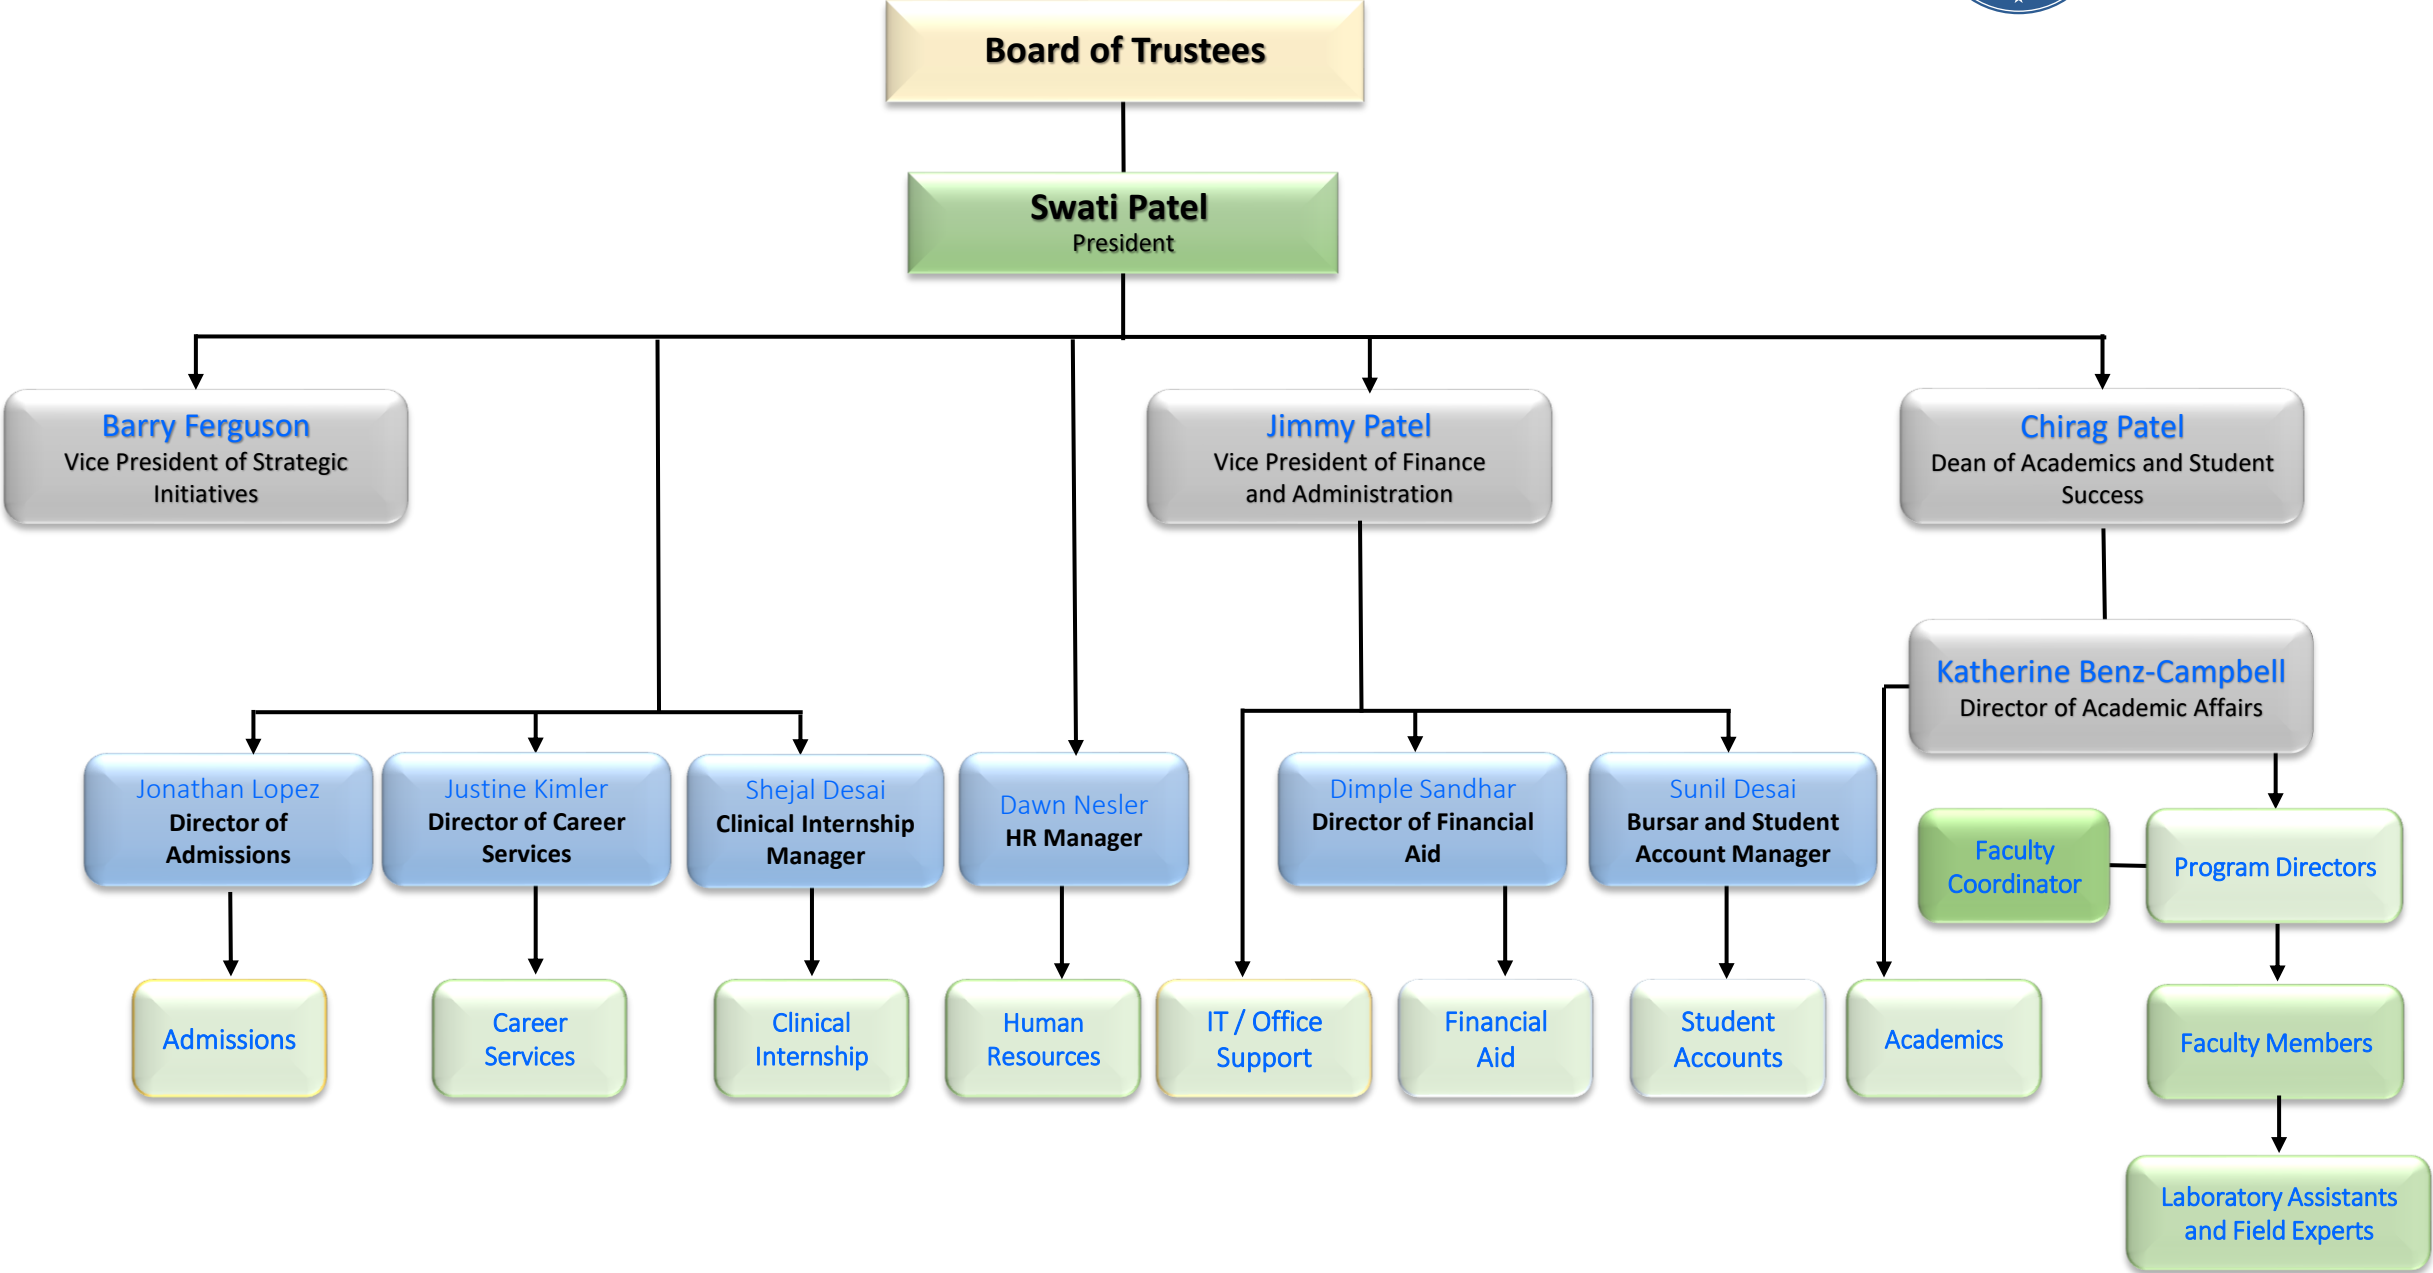 Board of Trustees
Swati Patel
President
Barry Ferguson
Vice President of Strategic
Initiatives
Jimmy Patel
Vice President of Finance
and Administration
Chirag Patel
Dean of Academics and Student
Success
Katherine Benz-Campbell
Director of Academic Affairs
Jonathan Lopez
Director of
Admissions
Justine Kimler
Director of Career
Services
Shejal Desai
Clinical Internship
Manager
Dawn Nesler
HR Manager
Dimple Sandhar
Director of Financial
Aid
Sunil Desai
Bursar and Student
Account Manager
Faculty
Coordinator
Program Directors
Admissions
Career
Services
Clinical
Internship
Human
Resources
IT / Office
Support
Financial
Aid
Student
Accounts
Academics
Faculty Members
Laboratory Assistants
and Field Experts